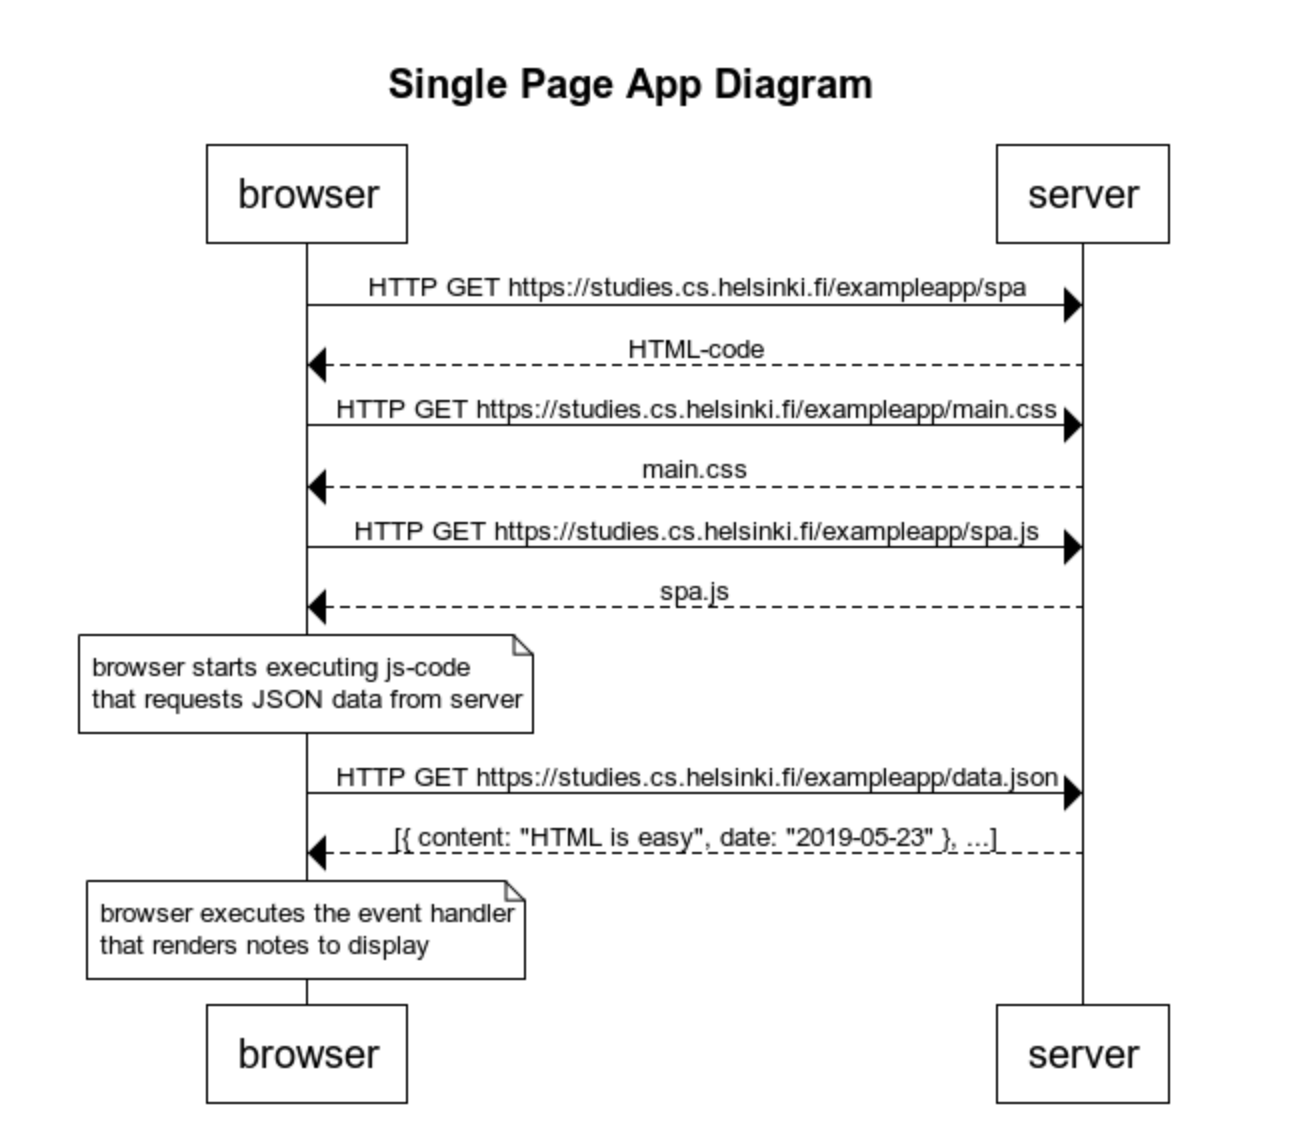 Single Page App Diagram
browser
server
HTTP GET https://studies.cs.helsinki.fi/exampleapp/spa
HTML-code
HTTP GET https://studies.cs.helsinki.fi/exampleapp/main.css
main.css
HTTP GET https://studies.cs.helsinki.fi/exampleapp/spa.js
spa.js
browser starts executing js-code
that requests JSON data from server
HTTP GET https://studies.cs.helsinki.fi/exampleapp/data.json
[{ content: "HTML is easy", date: "2019-05-23" }, ...]
browser executes the event handler
that renders notes to display
browser
server